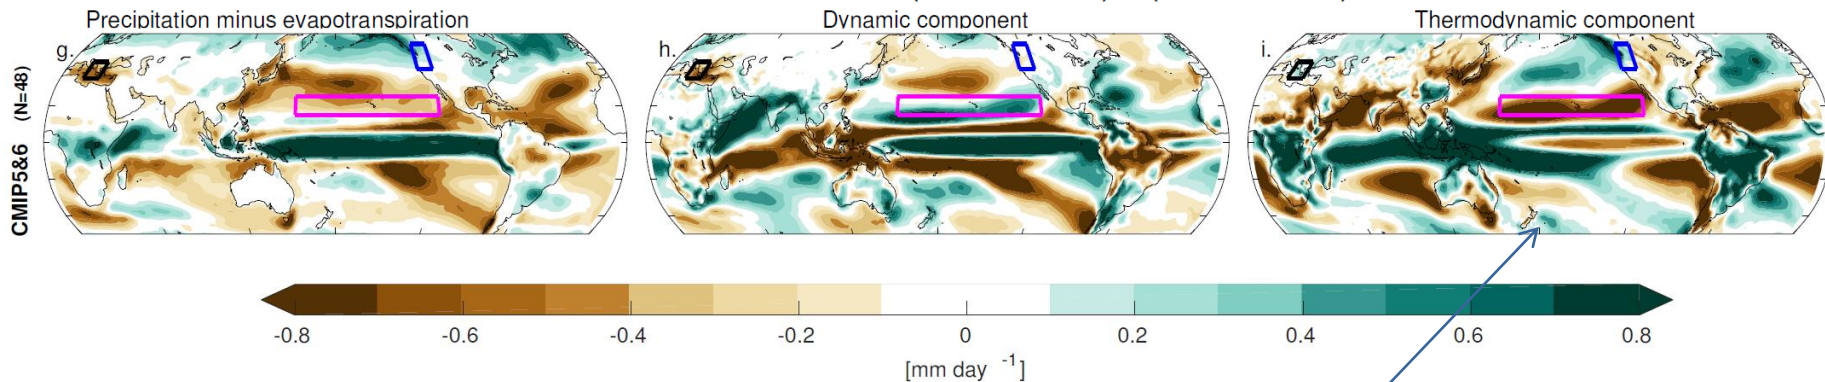 Precipitation minus evapotranspiration
Dynamic component
Thermodynamic component
g.
h.
i.
CMIP5&6 (N=48)
-0.8
-0.6
-0.4
-0.2
0
0.2
0.4
0.6
0.8
[mm day -1]